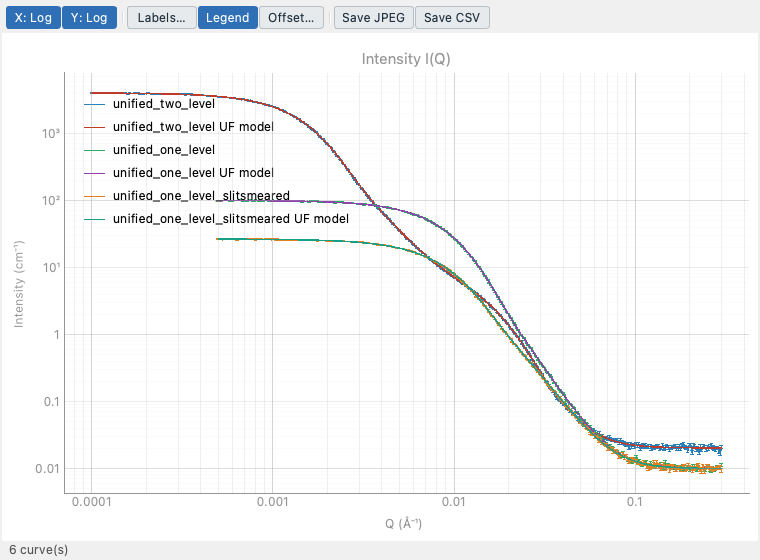 X: Log Y: Log Labels... Legend Offset... Save JPEG Save CSV
Intensity I(Q)
unified_two_level
unified_two_level UF model
unified_one_level
unified_one_level UF model
unified_one_level_slitsmeared
unified_one_level_slitsmeared UF model
10³
10²
10¹
1
0.1
0.01
Intensity (cm⁻¹)
0.0001 0.001 0.01 0.1
Q (Å⁻¹)
6 curve(s)